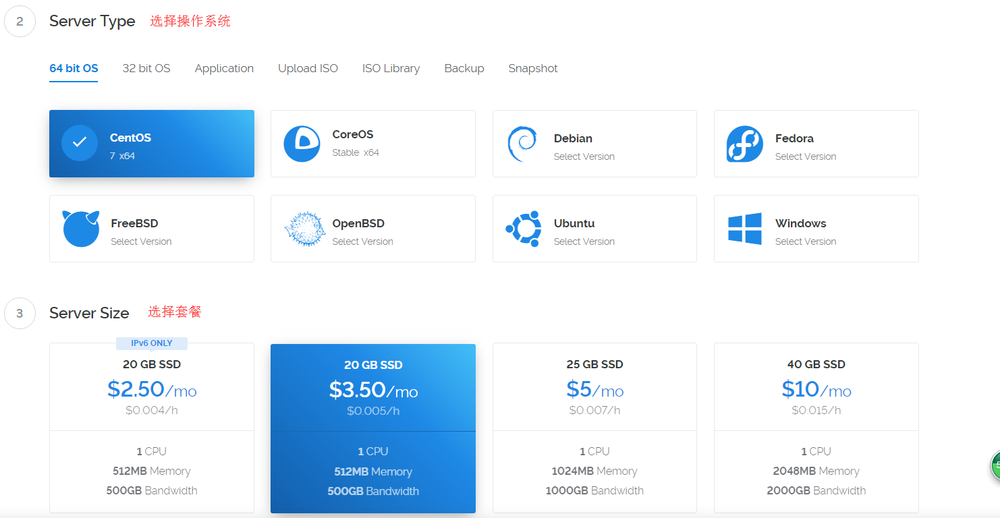 2 Server Type 选择操作系统
64 bit OS 32 bit OS Application Upload ISO ISO Library Backup Snapshot
CentOS
7 x64
CoreOS
Stable x64
Debian
Select Version
Fedora
Select Version
FreeBSD
Select Version
OpenBSD
Select Version
Ubuntu
Select Version
Windows
Select Version
3 Server Size 选择套餐
IPv6 ONLY
20 GB SSD
$2.50/mo
$0.004/h
1 CPU
512MB Memory
500GB Bandwidth
20 GB SSD
$3.50/mo
$0.005/h
1 CPU
512MB Memory
500GB Bandwidth
25 GB SSD
$5/mo
$0.007/h
1 CPU
1024MB Memory
1000GB Bandwidth
40 GB SSD
$10/mo
$0.015/h
1 CPU
2048MB Memory
2000GB Bandwidth